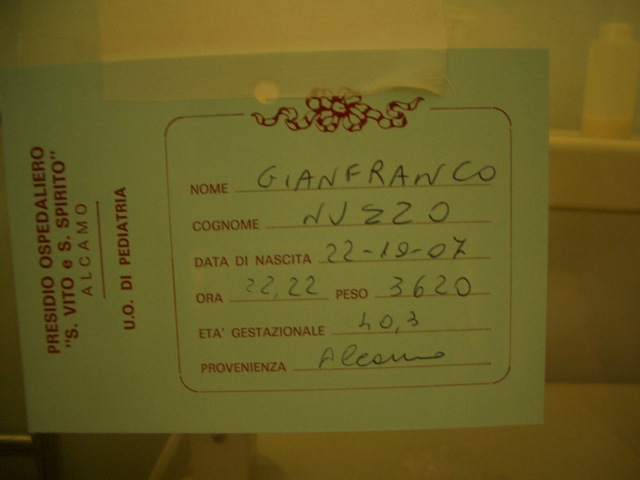 PRESIDIO OSPEDALIERO
"S. VITO e S. SPIRITO"
ALCAMO
U.O. DI PEDIATRIA
NOME GIANFRANCO
COGNOME NUZZO
DATA DI NASCITA 22-10-07
ORA 22,22 PESO 3620
ETA' GESTAZIONALE 40,3
PROVENIENZA Alcamo